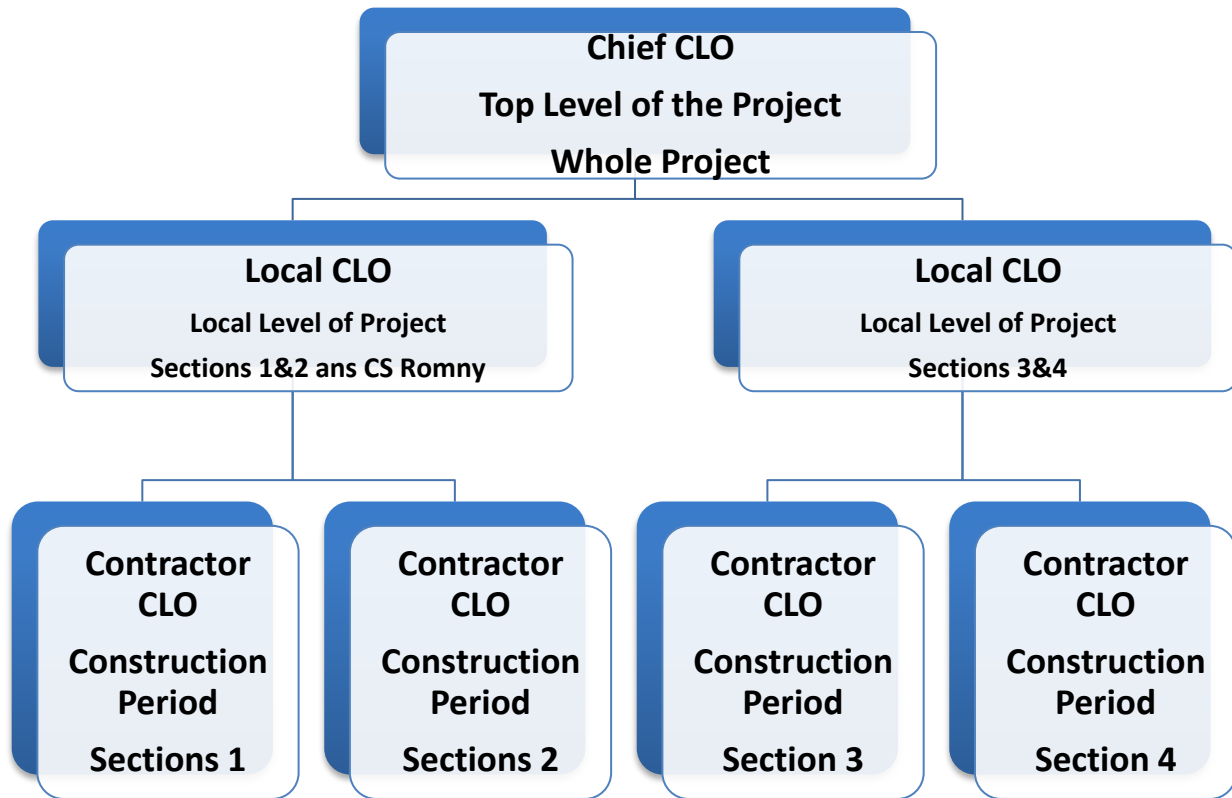 Chief CLO
Top Level of the Project
Whole Project
Local CLO
Local Level of Project
Sections 1&2 ans CS Romny
Local CLO
Local Level of Project
Sections 3&4
Contractor
CLO
Construction
Period
Sections 1
Contractor
CLO
Construction
Period
Sections 2
Contractor
CLO
Construction
Period
Section 3
Contractor
CLO
Construction
Period
Section 4